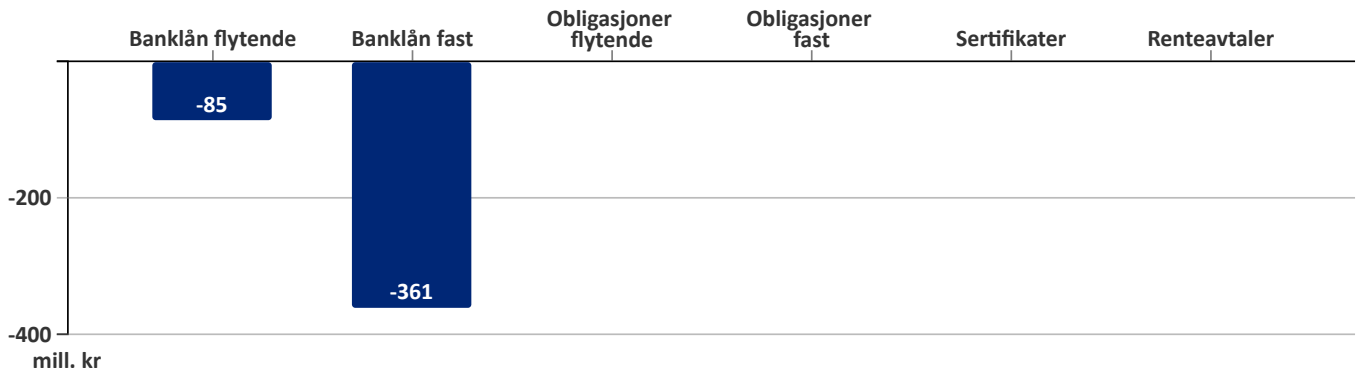 Banklån flytende
Banklån fast
Obligasjoner
flytende
Obligasjoner
fast
Sertifikater
Renteavtaler
-85
-200
-361
-400
mill. kr